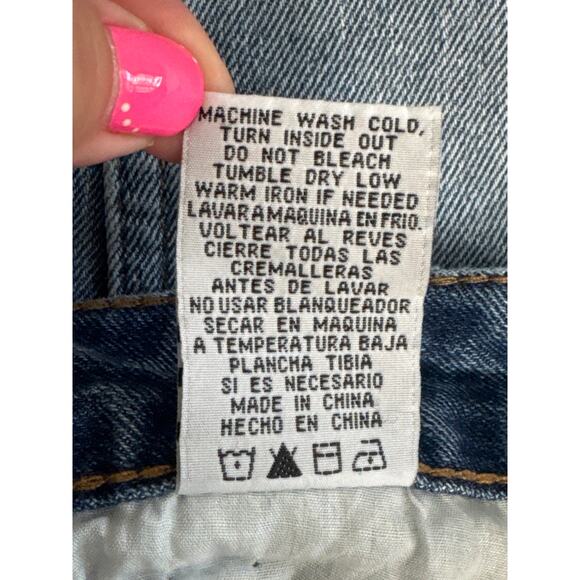 MACHINE WASH COLD,
TURN INSIDE OUT
DO NOT BLEACH
TUMBLE DRY LOW
WARM IRON IF NEEDED
LAVAR A MAQUINA EN FRIO.
VOLTEAR AL REVES
CIERRE TODAS LAS
CREMALLERAS
ANTES DE LAVAR
NO USAR BLANQUEADOR
SECAR EN MAQUINA
A TEMPERATURA BAJA
PLANCHA TIBIA
SI ES NECESARIO
MADE IN CHINA
HECHO EN CHINA